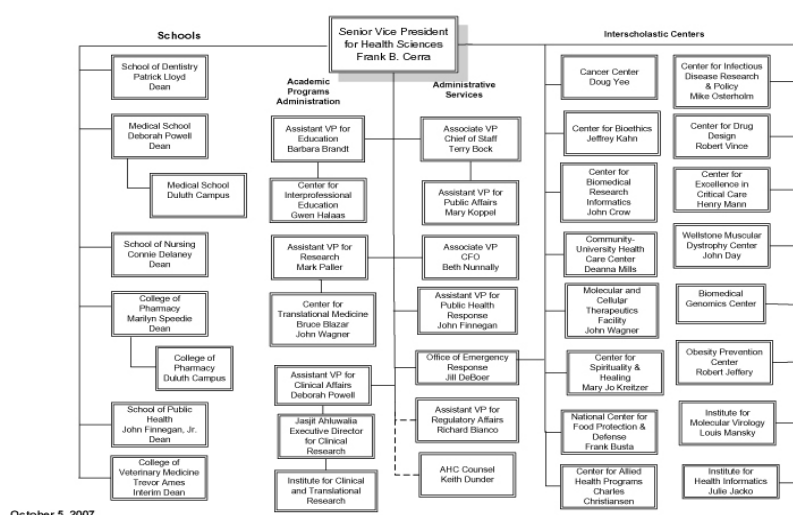 Senior Vice President
for Health Sciences
Frank B. Cerra
Schools
School of Dentistry
Patrick Lloyd
Dean
Medical School
Deborah Powell
Dean
Medical School
Duluth Campus
School of Nursing
Connie Delaney
Dean
College of
Pharmacy
Marilyn Speedie
Dean
College of
Pharmacy
Duluth Campus
School of Public
Health
John Finnegan, Jr.
Dean
College of
Veterinary Medicine
Trevor Ames
Interim Dean
Academic
Programs
Administration
Assistant VP for
Education
Barbara Brandt
Center for
Interprofessional
Education
Gwen Halaas
Assistant VP for
Research
Mark Paller
Center for
Translational Medicine
Bruce Blazar
John Wagner
Assistant VP for
Clinical Affairs
Deborah Powell
Jasjit Ahluwalia
Executive Director
for Clinical
Research
Institute for Clinical
and Translational
Research
Administrative
Services
Associate VP
Chief of Staff
Terry Bock
Assistant VP for
Public Affairs
Mary Koppel
Associate VP
CFO
Beth Nunnally
Assistant VP for
Public Health
Response
John Finnegan
Office of Emergency
Response
Jill DeBoer
Assistant VP for
Regulatory Affairs
Richard Bianco
AHC Counsel
Keith Dunder
Interscholastic Centers
Cancer Center
Doug Yee
Center for Bioethics
Jeffrey Kahn
Center for
Biomedical
Research
Informatics
John Crow
Community-
University Health
Care Center
Deanna Mills
Molecular and
Cellular
Therapeutics
Facility
John Wagner
Center for
Spirituality &
Healing
Mary Jo Kreitzer
National Center for
Food Protection &
Defense
Frank Busta
Center for Allied
Health Programs
Charles
Christiansen
Center for Infectious
Disease Research
& Policy
Mike Osterholm
Center for Drug
Design
Robert Vince
Center for
Excellence in
Critical Care
Henry Mann
Wellstone Muscular
Dystrophy Center
John Day
Biomedical
Genomics Center
Obesity Prevention
Center
Robert Jeffery
Institute for
Molecular Virology
Louis Mansky
Institute for
Health Informatics
Julie Jacko
October 5, 2007